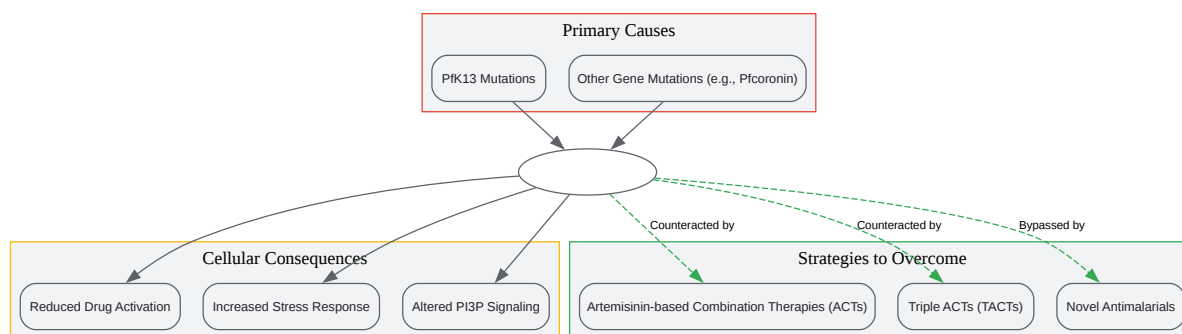 Primary Causes
PfK13 Mutations
Other Gene Mutations (e.g., Pfcoronin)
Counteracted by
Counteracted by
Bypassed by
Cellular Consequences
Strategies to Overcome
Reduced Drug Activation
Increased Stress Response
Altered PI3P Signaling
Artemisinin-based Combination Therapies (ACTs)
Triple ACTs (TACTs)
Novel Antimalarials